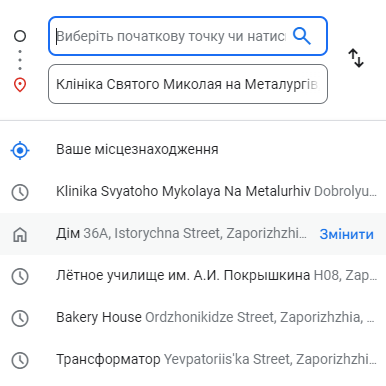 Виберіть початкову точку чи натис
Клініка Святого Миколая на Металургів
Ваше місцезнаходження
Klinika Svyatoho Mykolaya Na Metalurhiv Dobrolyu...
Дім 36A, Istorychna Street, Zaporizhzhi... Змінити
Лётное училище им. А.И. Покрышкина H08, Zap...
Bakery House Ordzhonikidze Street, Zaporizhzhia, ...
Трансформатор Yevpatoriis'ka Street, Zaporizhzhi...